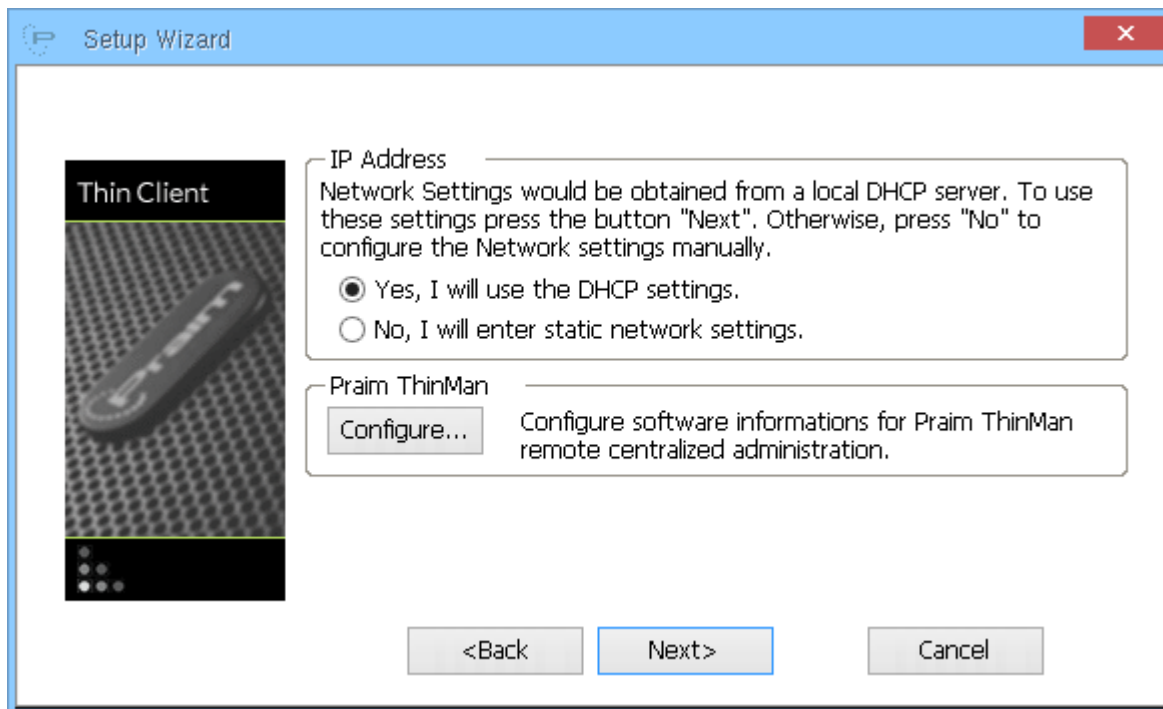 Setup Wizard
Thin Client
Praim
IP Address
Network Settings would be obtained from a local DHCP server. To use
these settings press the button "Next". Otherwise, press "No" to
configure the Network settings manually.
Yes, I will use the DHCP settings.
No, I will enter static network settings.
Praim ThinMan
Configure...
Configure software informations for Praim ThinMan
remote centralized administration.
<Back
Next>
Cancel